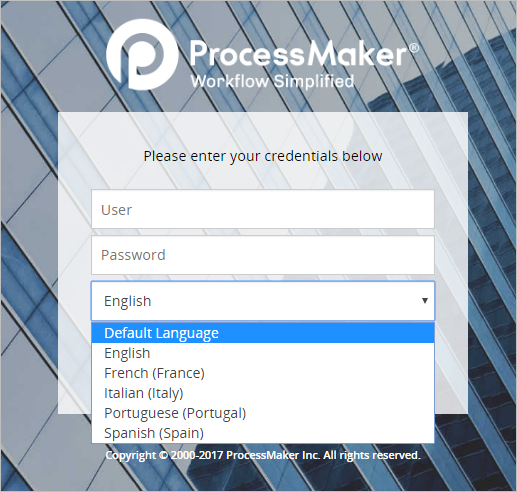 ProcessMaker®
Workflow Simplified
Please enter your credentials below
User
Password
English
Default Language
English
French (France)
Italian (Italy)
Portuguese (Portugal)
Spanish (Spain)
Copyright © 2000-2017 ProcessMaker Inc. All rights reserved.